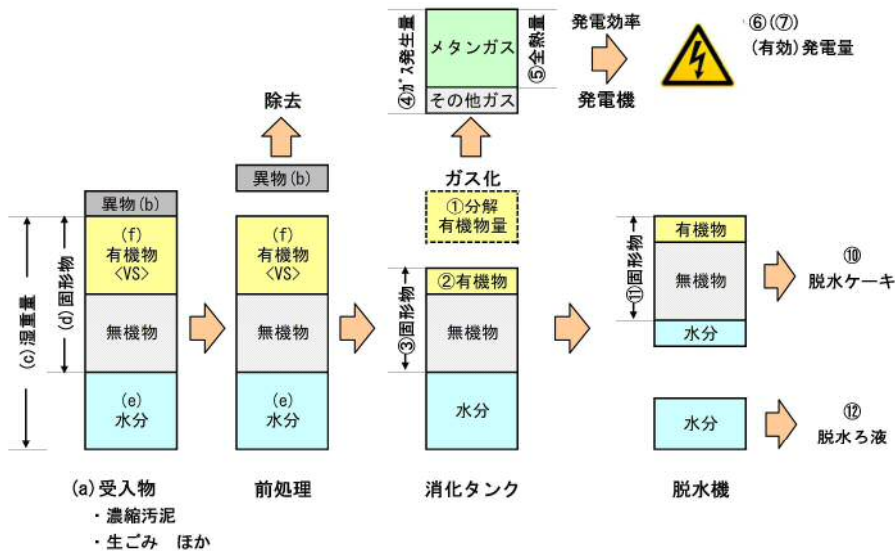 ④ｶﾞｽ発生量
メタンガス
その他ガス
⑤全熱量
発電効率
発電機
⑥(⑦)
(有効)発電量
除去
異物(b)
ガス化
①分解
有機物量
異物(b)
(c)湿重量
(d)固形物
(f)
有機物
<VS>
無機物
(e)
水分
(f)
有機物
<VS>
無機物
(e)
水分
③固形物
②有機物
無機物
水分
⑪固形物
有機物
無機物
水分
⑩
脱水ケーキ
水分
⑫
脱水ろ液
(a)受入物
・濃縮汚泥
・生ごみ ほか
前処理
消化タンク
脱水機